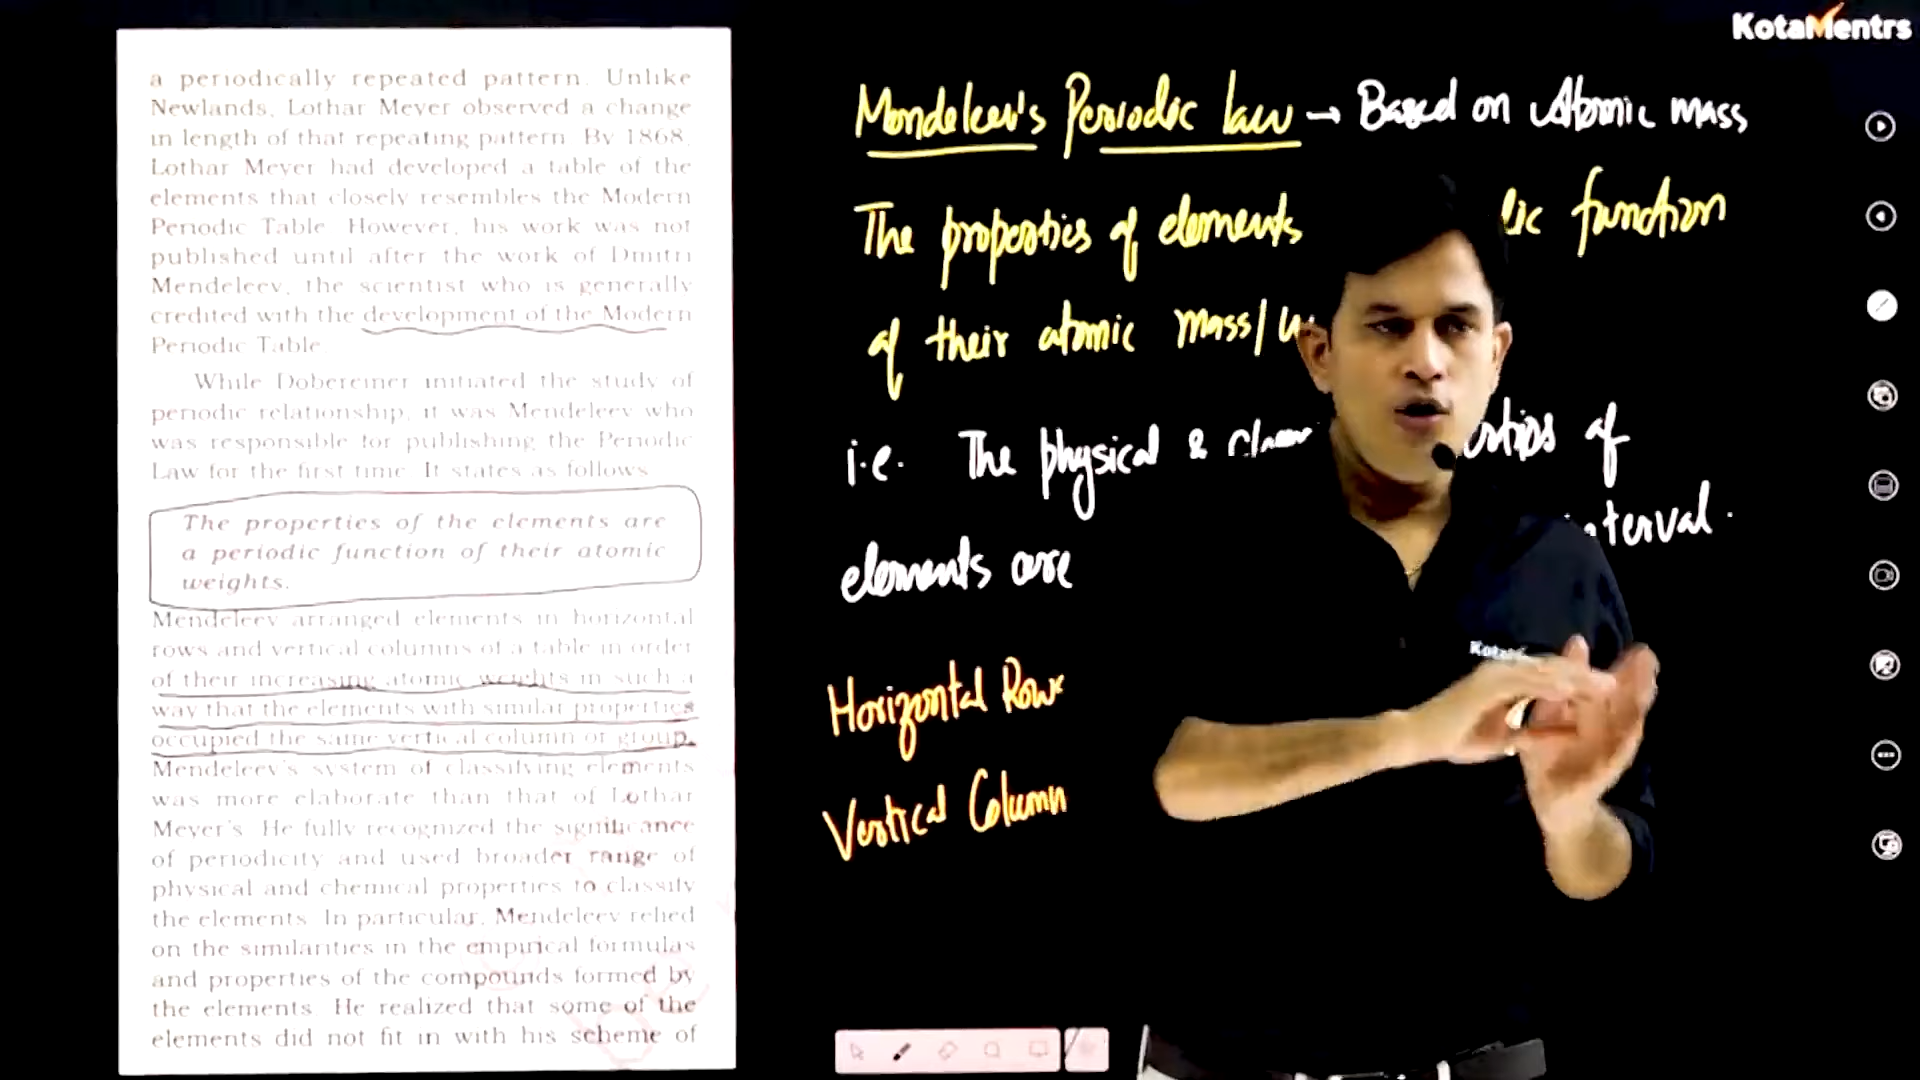 a periodically repeated pattern. Unlike
Newlands, Lothar Meyer observed a change
in length of that repeating pattern. By 1868,
Lothar Meyer had developed a table of the
elements that closely resembles the Modern
Periodic Table. However, his work was not
published until after the work of Dmitri
Mendeleev, the scientist who is generally
credited with the development of the Modern
Periodic Table.
While Dobereiner initiated the study of
periodic relationship, it was Mendeleev who
was responsible for publishing the Periodic
Law for the first time. It states as follows
The properties of the elements are
a periodic function of their atomic
weights.
Mendeleev arranged elements in horizontal
rows and vertical columns of a table in order
of their increasing atomic weights in such a
way that the elements with similar properties
occupied the same vertical column or group.
Mendeleev's system of classifying elements
was more elaborate than that of Lothar
Meyer's. He fully recognized the significance
of periodicity and used broader range of
physical and chemical properties to classify
the elements. In particular, Mendeleev relied
on the similarities in the empirical formulas
and properties of the compounds formed by
the elements. He realized that some of the
elements did not fit in with his scheme of
KotaMentrs
Mendeleev's Periodic law → Based on Atomic mass
The properties of elements function
of their atomic mass/
i.e. The physical & of
elements are interval.
Horizontal Rows
Vertical Column